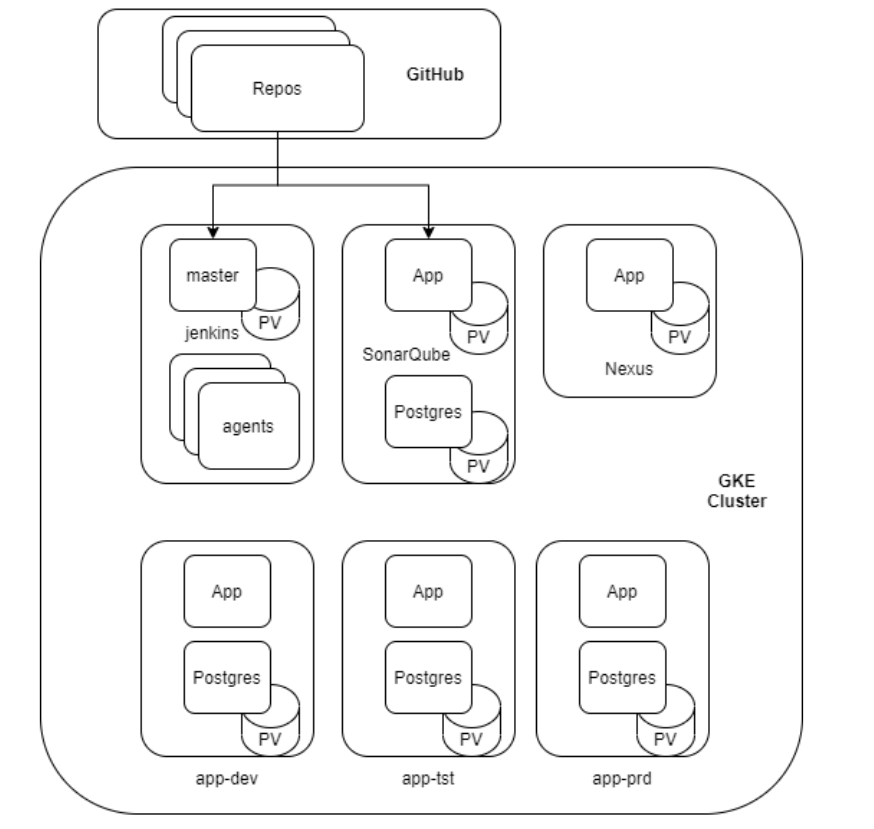 Repos
GitHub
master
PV
jenkins
agents
App
PV
SonarQube
Postgres
PV
App
PV
Nexus
GKE
Cluster
App
Postgres
PV
app-dev
App
Postgres
PV
app-tst
App
Postgres
PV
app-prd